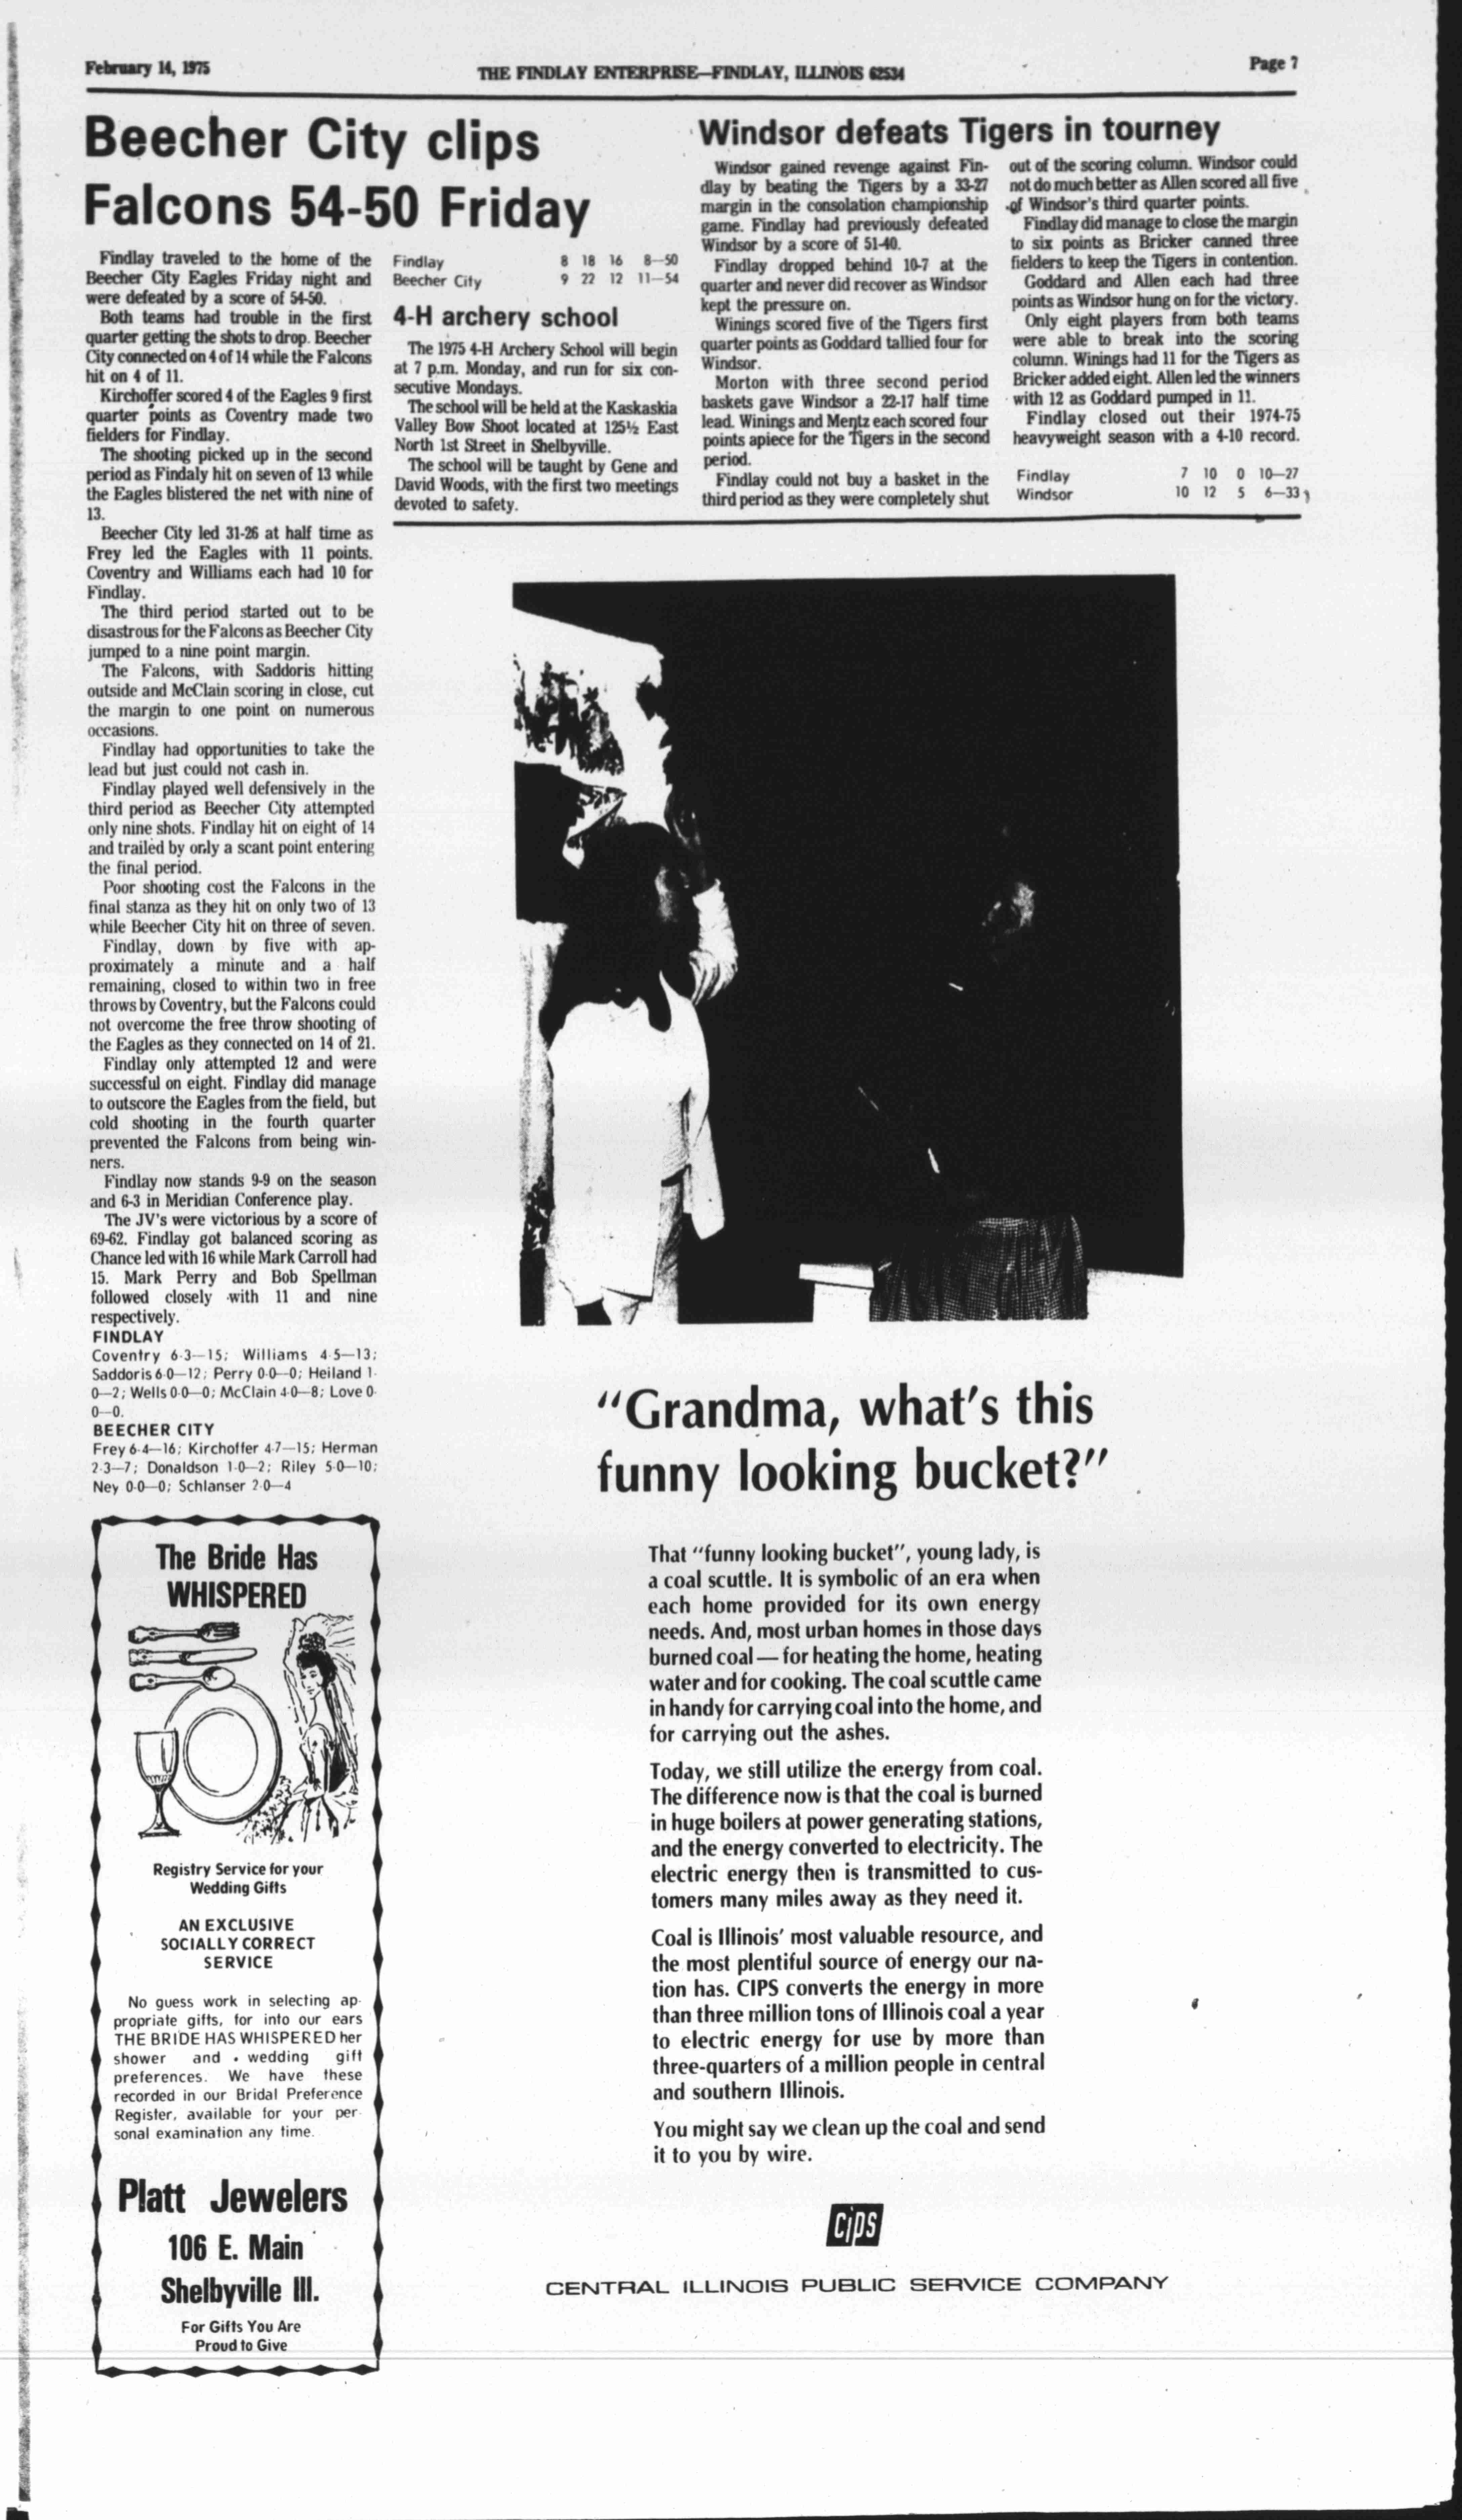 February 14, 1975
THE FINDLAY ENTERPRISE—FINDLAY, ILLINOIS 62534
Page 7
Beecher City clips
Falcons 54-50 Friday
Findlay traveled to the home of the
Beecher City Eagles Friday night and
were defeated by a score of 54-50.
Both teams had trouble in the first
quarter getting the shots to drop. Beecher
City connected on 4 of 14 while the Falcons
hit on 4 of 11.
Kirchoffer scored 4 of the Eagles 9 first
quarter points as Coventry made two
fielders for Findlay.
The shooting picked up in the second
period as Findaly hit on seven of 13 while
the Eagles blistered the net with nine of
13.
Beecher City led 31-26 at half time as
Frey led the Eagles with 11 points.
Coventry and Williams each had 10 for
Findlay.
The third period started out to be
disastrous for the Falcons as Beecher City
jumped to a nine point margin.
The Falcons, with Saddoris hitting
outside and McClain scoring in close, cut
the margin to one point on numerous
occasions.
Findlay had opportunities to take the
lead but just could not cash in.
Findlay played well defensively in the
third period as Beecher City attempted
only nine shots. Findlay hit on eight of 14
and trailed by only a scant point entering
the final period.
Poor shooting cost the Falcons in the
final stanza as they hit on only two of 13
while Beecher City hit on three of seven.
Findlay, down by five with ap-
proximately a minute and a half
remaining, closed to within two in free
throws by Coventry, but the Falcons could
not overcome the free throw shooting of
the Eagles as they connected on 14 of 21.
Findlay only attempted 12 and were
successful on eight. Findlay did manage
to outscore the Eagles from the field, but
cold shooting in the fourth quarter
prevented the Falcons from being win-
ners.
Findlay now stands 9-9 on the season
and 6-3 in Meridian Conference play.
The JV's were victorious by a score of
69-62. Findlay got balanced scoring as
Chance led with 16 while Mark Carroll had
15. Mark Perry and Bob Spellman
followed closely with 11 and nine
respectively.
FINDLAY
Coventry 6-3—15; Williams 4-5—13;
Saddoris 6-0—12; Perry 0-0—0; Heiland 1-
0—2; Wells 0-0—0; McClain 4-0—8; Love 0-
0—0.
BEECHER CITY
Frey 6-4—16; Kirchoffer 4-7—15; Herman
2-3—7; Donaldson 1-0—2; Riley 5-0—10;
Ney 0-0—0; Schlanser 2-0—4
Findlay 8 18 16 8—50
Beecher City 9 22 12 11—54
4-H archery school
The 1975 4-H Archery School will begin
at 7 p.m. Monday, and run for six con-
secutive Mondays.
The school will be held at the Kaskaskia
Valley Bow Shoot located at 125½ East
North 1st Street in Shelbyville.
The school will be taught by Gene and
David Woods, with the first two meetings
devoted to safety.
Windsor defeats Tigers in tourney
Windsor gained revenge against Fin-
dlay by beating the Tigers by a 33-27
margin in the consolation championship
game. Findlay had previously defeated
Windsor by a score of 51-40.
Findlay dropped behind 10-7 at the
quarter and never did recover as Windsor
kept the pressure on.
Winings scored five of the Tigers first
quarter points as Goddard tallied four for
Windsor.
Morton with three second period
baskets gave Windsor a 22-17 half time
lead. Winings and Mentz each scored four
points apiece for the Tigers in the second
period.
Findlay could not buy a basket in the
third period as they were completely shut
out of the scoring column. Windsor could
not do much better as Allen scored all five
of Windsor's third quarter points.
Findlay did manage to close the margin
to six points as Bricker canned three
fielders to keep the Tigers in contention.
Goddard and Allen each had three
points as Windsor hung on for the victory.
Only eight players from both teams
were able to break into the scoring
column. Winings had 11 for the Tigers as
Bricker added eight. Allen led the winners
with 12 as Goddard pumped in 11.
Findlay closed out their 1974-75
heavyweight season with a 4-10 record.
Findlay 7 10 0 10—27
Windsor 10 12 5 6—33
"Grandma, what's this
funny looking bucket?"
That "funny looking bucket", young lady, is
a coal scuttle. It is symbolic of an era when
each home provided for its own energy
needs. And, most urban homes in those days
burned coal — for heating the home, heating
water and for cooking. The coal scuttle came
in handy for carrying coal into the home, and
for carrying out the ashes.
Today, we still utilize the energy from coal.
The difference now is that the coal is burned
in huge boilers at power generating stations,
and the energy converted to electricity. The
electric energy then is transmitted to cus-
tomers many miles away as they need it.
Coal is Illinois' most valuable resource, and
the most plentiful source of energy our na-
tion has. CIPS converts the energy in more
than three million tons of Illinois coal a year
to electric energy for use by more than
three-quarters of a million people in central
and southern Illinois.
You might say we clean up the coal and send
it to you by wire.
CIPS
CENTRAL ILLINOIS PUBLIC SERVICE COMPANY
The Bride Has
WHISPERED
Registry Service for your
Wedding Gifts
AN EXCLUSIVE
SOCIALLY CORRECT
SERVICE
No guess work in selecting ap-
propriate gifts, for into our ears
THE BRIDE HAS WHISPERED her
shower and wedding gift
preferences. We have these
recorded in our Bridal Preference
Register, available for your per-
sonal examination any time.
Platt Jewelers
106 E. Main
Shelbyville Ill.
For Gifts You Are
Proud to Give